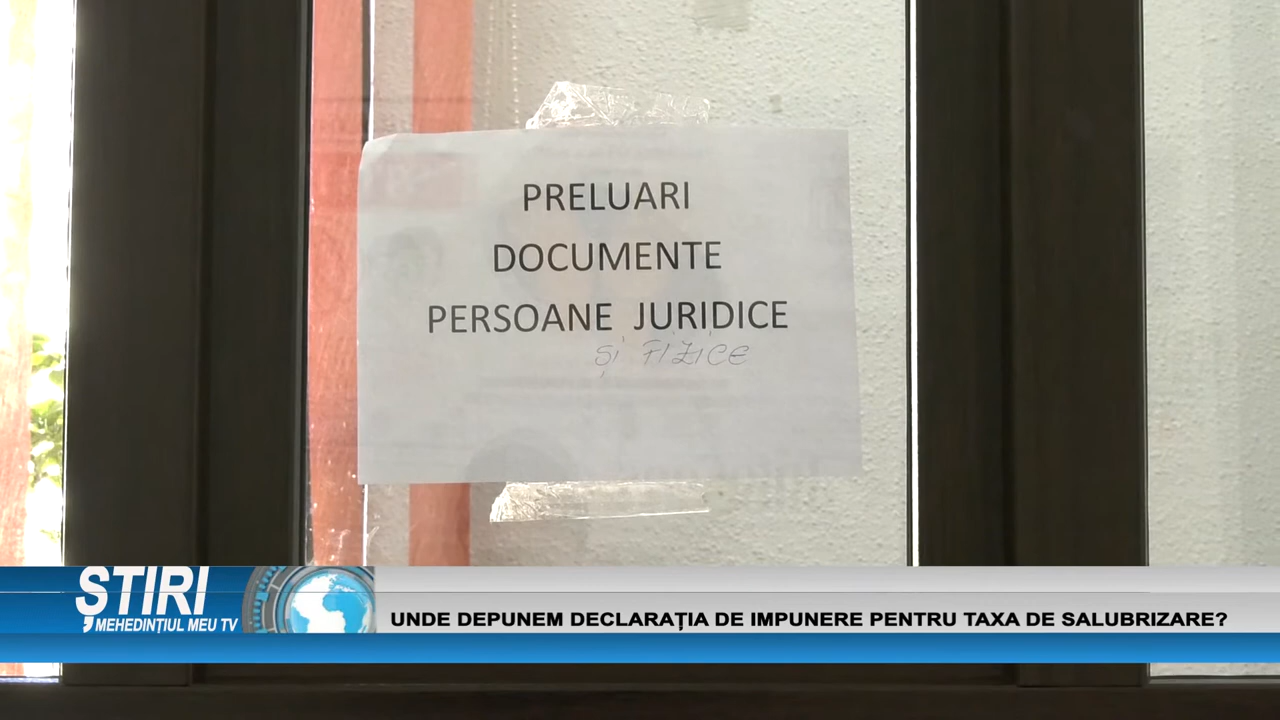 PRELUARI
DOCUMENTE
PERSOANE JURIDICE
ȘI FIZICE
ȘTIRI
MEHEDINȚIUL MEU TV
UNDE DEPUNEM DECLARAȚIA DE IMPUNERE PENTRU TAXA DE SALUBRIZARE?